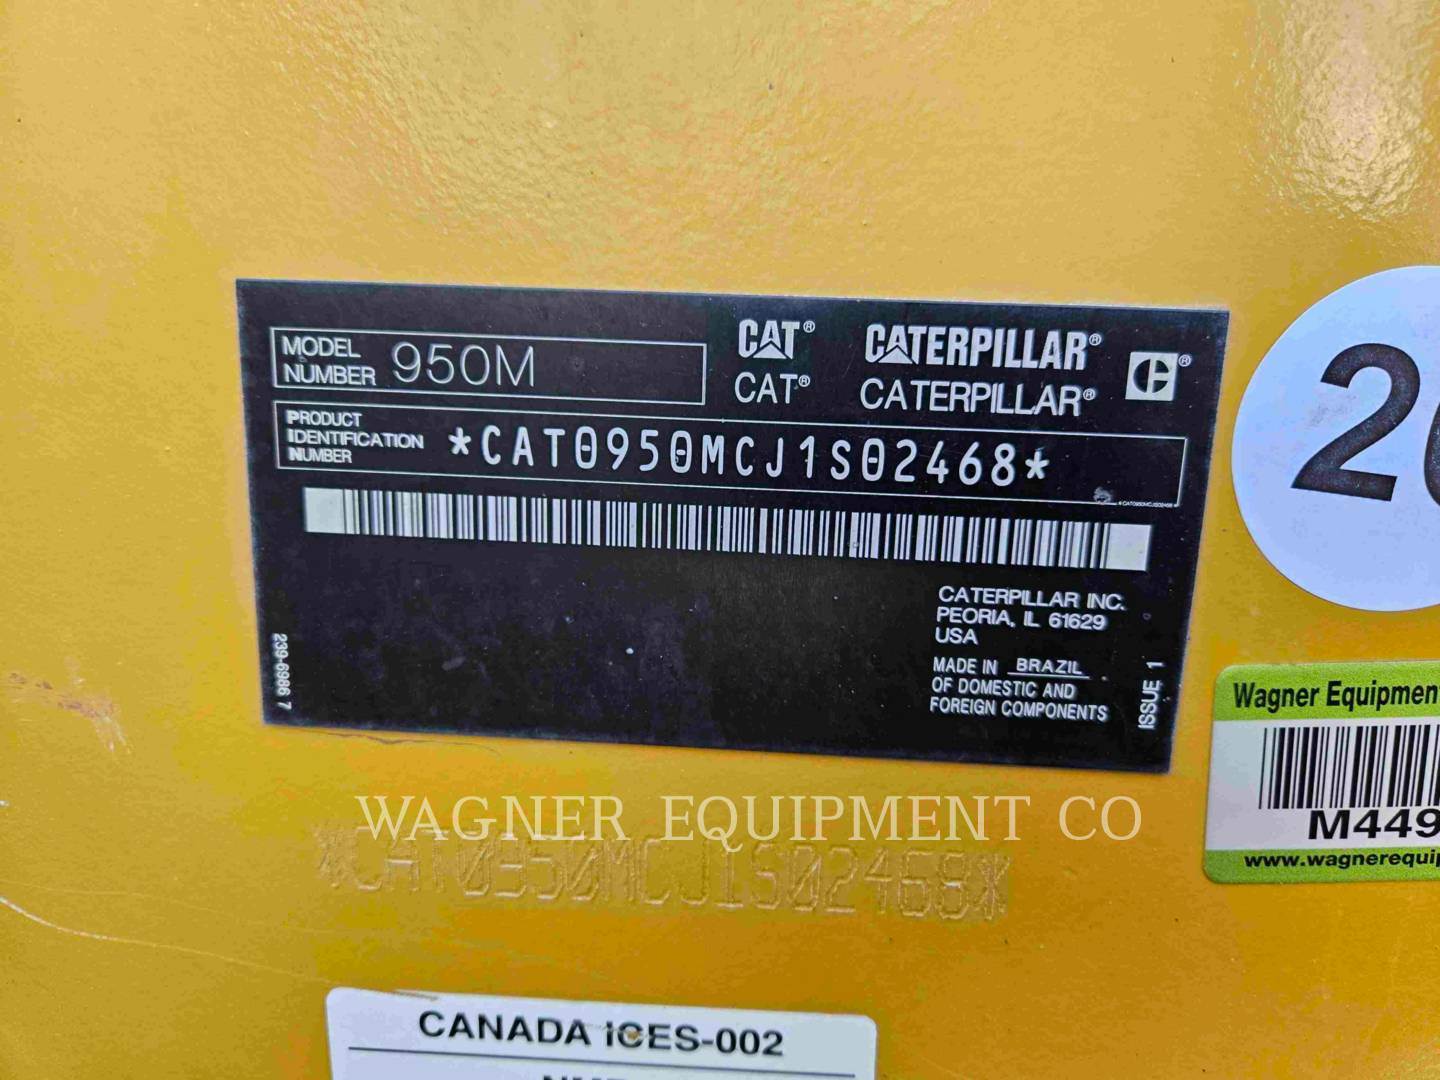 MODEL NUMBER 950M
CAT® CATERPILLAR®
CAT® CATERPILLAR®
PRODUCT IDENTIFICATION NUMBER *CAT0950MCJ1S02468*
*CAT0950MCJ1S02468*
CATERPILLAR INC.
PEORIA, IL 61629
USA
MADE IN BRAZIL
OF DOMESTIC AND
FOREIGN COMPONENTS
239-6986 7
ISSUE 1
2
Wagner Equipment
M449
www.wagnerequip
WAGNER EQUIPMENT CO
*CAT0950MCJ1S02468*
CANADA ICES-002